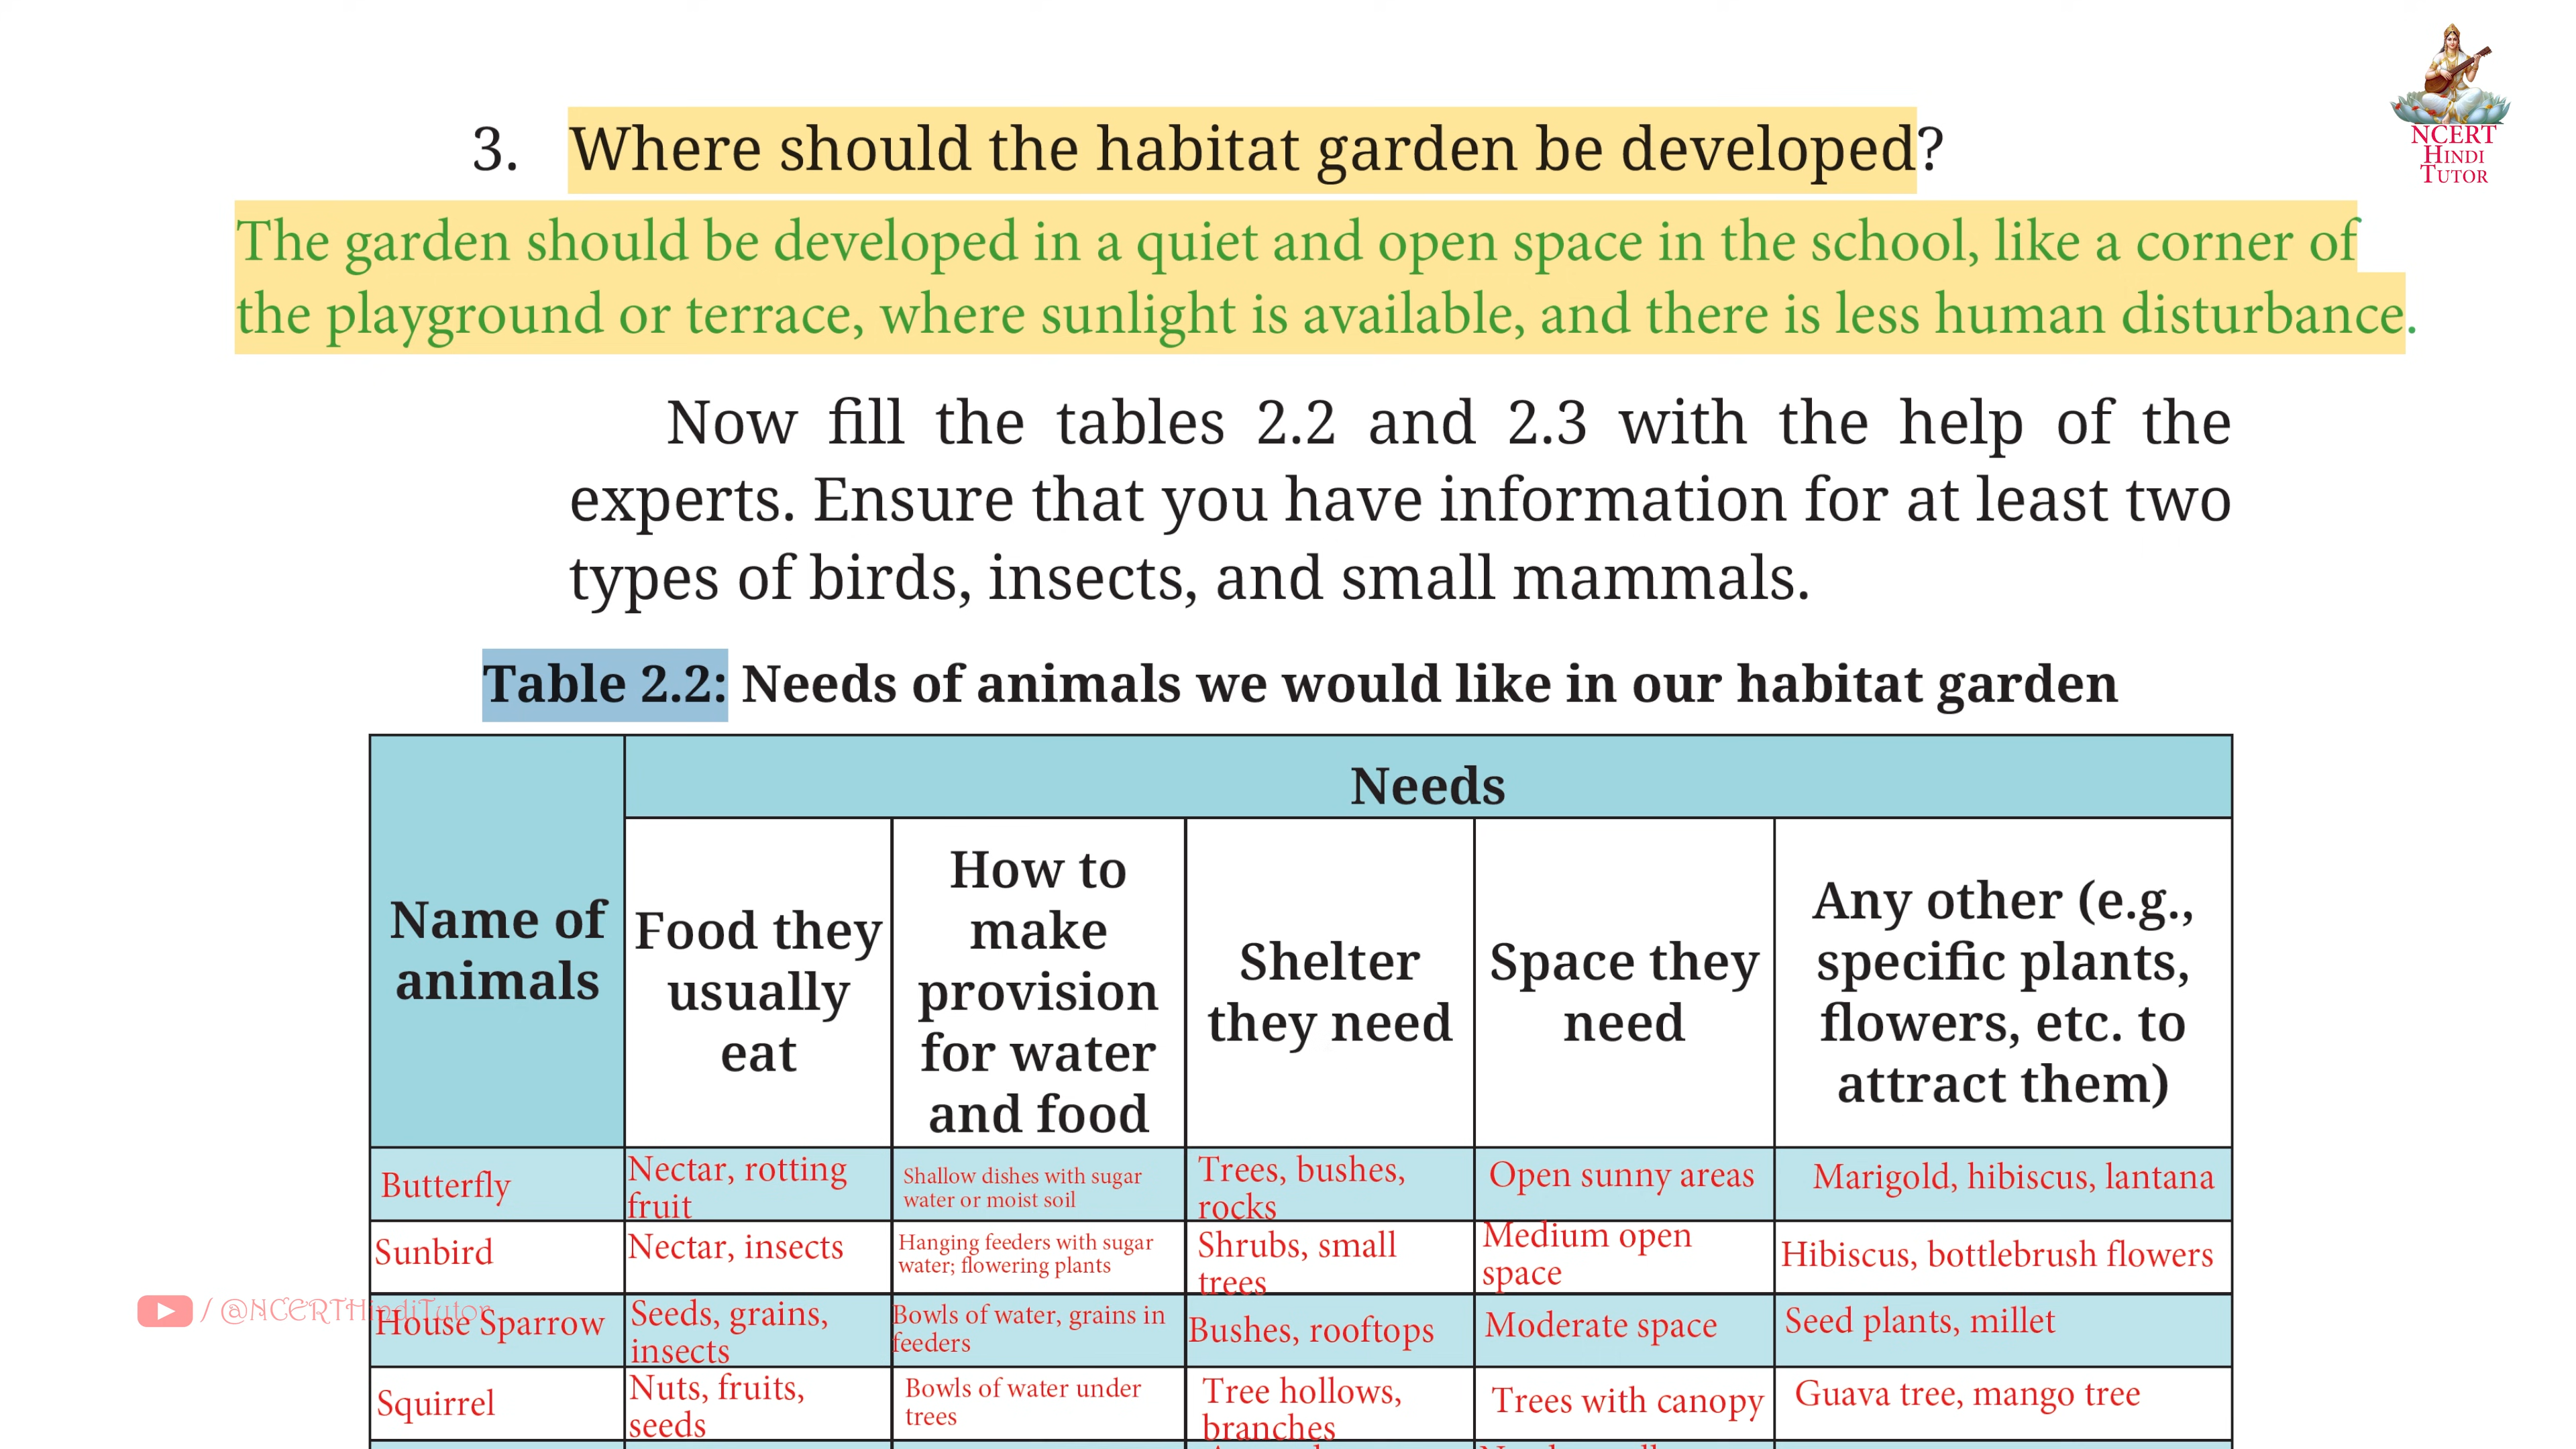 NCERT
HINDI
TUTOR
3. Where should the habitat garden be developed?
The garden should be developed in a quiet and open space in the school, like a corner of
the playground or terrace, where sunlight is available, and there is less human disturbance.
Now fill the tables 2.2 and 2.3 with the help of the
experts. Ensure that you have information for at least two
types of birds, insects, and small mammals.
Table 2.2: Needs of animals we would like in our habitat garden
Needs
Name of
animals
Food they
usually
eat
How to
make
provision
for water
and food
Shelter
they need
Space they
need
Any other (e.g.,
specific plants,
flowers, etc. to
attract them)
Butterfly
Nectar, rotting
fruit
Shallow dishes with sugar
water or moist soil
Trees, bushes,
rocks
Open sunny areas
Marigold, hibiscus, lantana
Sunbird
Nectar, insects
Hanging feeders with sugar
water; flowering plants
Shrubs, small
trees
Medium open
space
Hibiscus, bottlebrush flowers
/ @NCERTHindiTutor
House Sparrow
Seeds, grains,
insects
Bowls of water, grains in
feeders
Bushes, rooftops
Moderate space
Seed plants, millet
Squirrel
Nuts, fruits,
seeds
Bowls of water under
trees
Tree hollows,
branches
Trees with canopy
Guava tree, mango tree